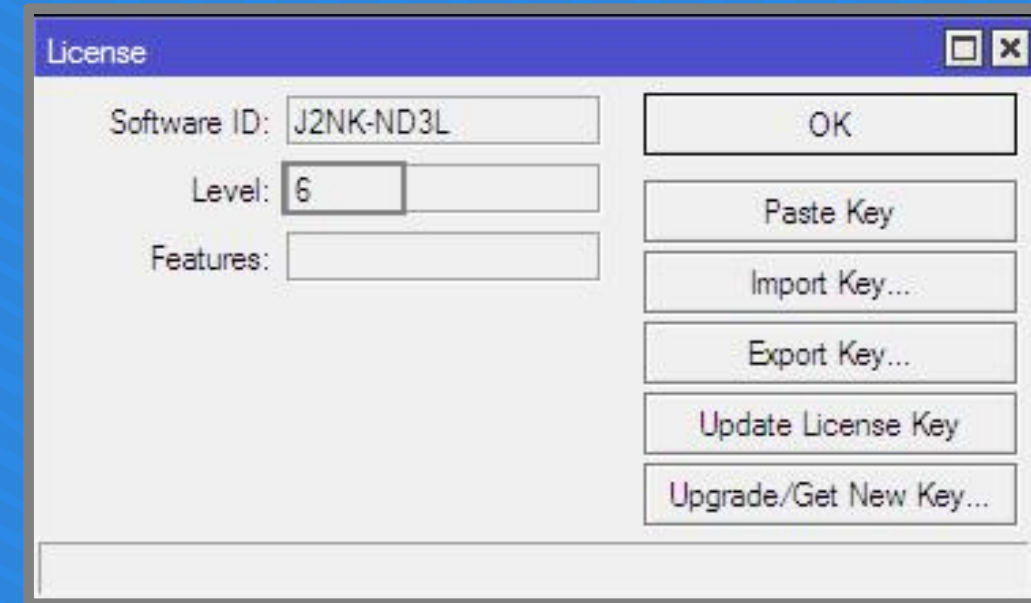 License
Software ID: J2NK-ND3L
Level: 6
Features:
OK
Paste Key
Import Key...
Export Key...
Update License Key
Upgrade/Get New Key...